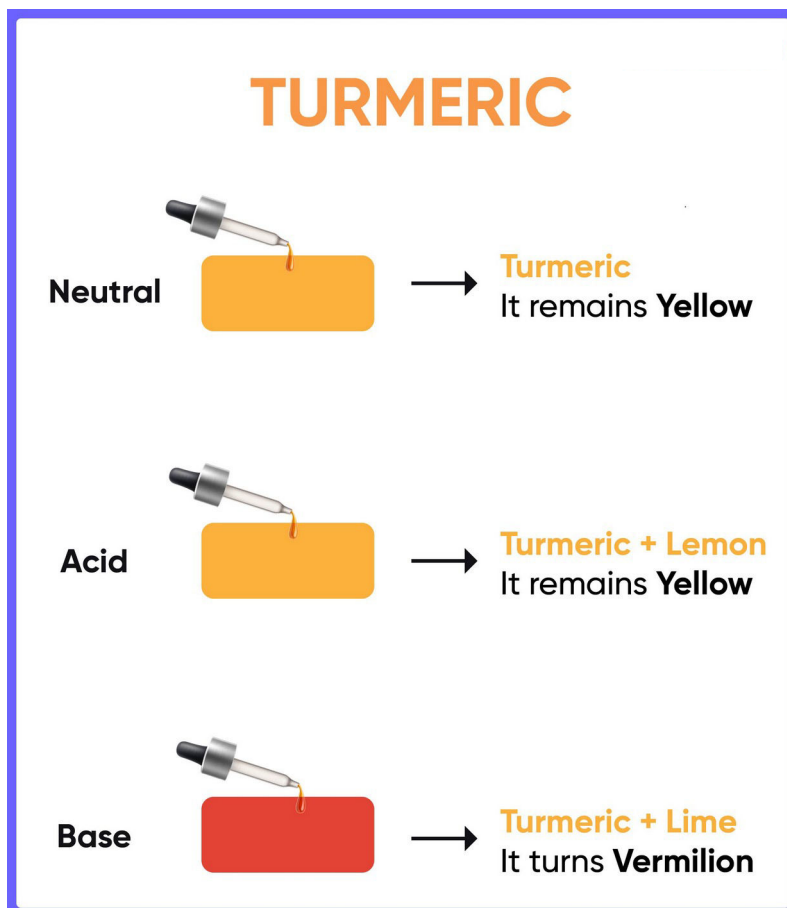 TURMERIC
Neutral
Turmeric
It remains Yellow
Acid
Turmeric + Lemon
It remains Yellow
Base
Turmeric + Lime
It turns Vermilion